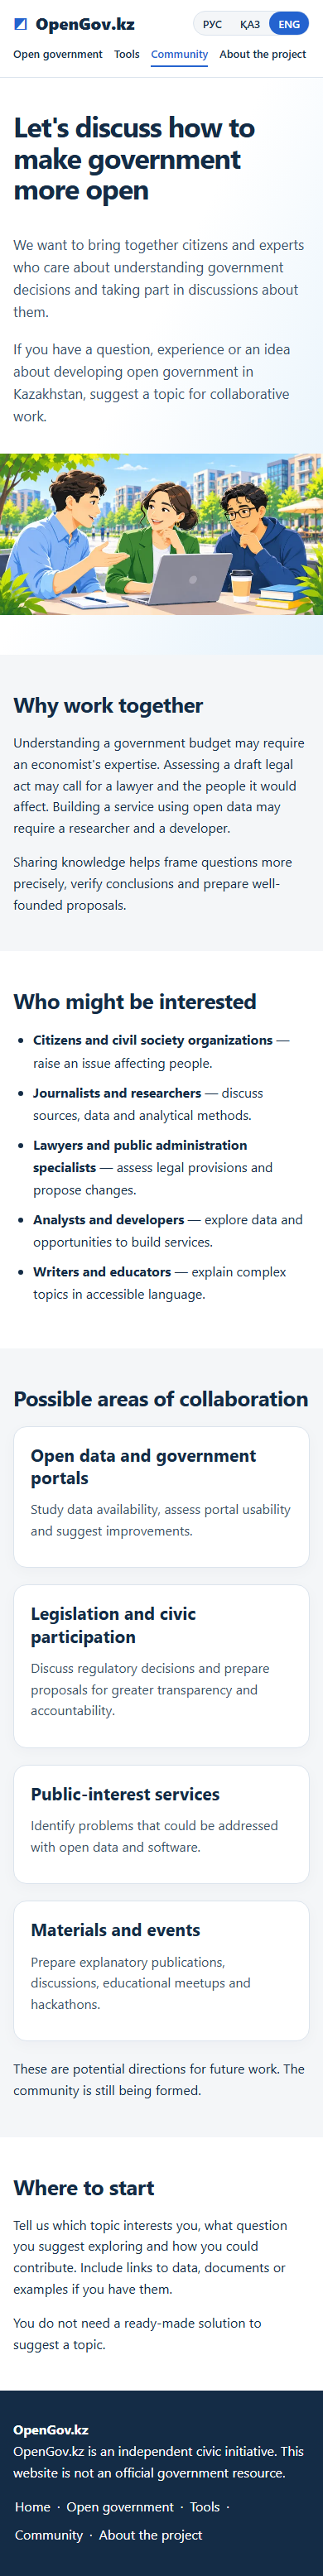 OpenGov.kz
РУС ҚАЗ ENG
Open government Tools Community About the project
Let's discuss how to
make government
more open
We want to bring together citizens and experts
who care about understanding government
decisions and taking part in discussions about
them.
If you have a question, experience or an idea
about developing open government in
Kazakhstan, suggest a topic for collaborative
work.
Why work together
Understanding a government budget may require
an economist's expertise. Assessing a draft legal
act may call for a lawyer and the people it would
affect. Building a service using open data may
require a researcher and a developer.
Sharing knowledge helps frame questions more
precisely, verify conclusions and prepare well-
founded proposals.
Who might be interested
• Citizens and civil society organizations —
raise an issue affecting people.
• Journalists and researchers — discuss
sources, data and analytical methods.
• Lawyers and public administration
specialists — assess legal provisions and
propose changes.
• Analysts and developers — explore data and
opportunities to build services.
• Writers and educators — explain complex
topics in accessible language.
Possible areas of collaboration
Open data and government
portals
Study data availability, assess portal usability
and suggest improvements.
Legislation and civic
participation
Discuss regulatory decisions and prepare
proposals for greater transparency and
accountability.
Public-interest services
Identify problems that could be addressed
with open data and software.
Materials and events
Prepare explanatory publications,
discussions, educational meetups and
hackathons.
These are potential directions for future work. The
community is still being formed.
Where to start
Tell us which topic interests you, what question
you suggest exploring and how you could
contribute. Include links to data, documents or
examples if you have them.
You do not need a ready-made solution to
suggest a topic.
OpenGov.kz
OpenGov.kz is an independent civic initiative. This
website is not an official government resource.
Home · Open government · Tools ·
Community · About the project